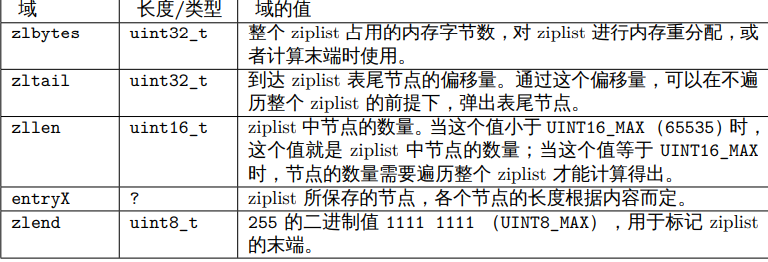 域 长度/类型 域的值
zlbytes uint32_t 整个 ziplist 占用的内存字节数，对 ziplist 进行内存重分配，或
者计算末端时使用。
zltail uint32_t 到达 ziplist 表尾节点的偏移量。通过这个偏移量，可以在不遍
历整个 ziplist 的前提下，弹出表尾节点。
zllen uint16_t ziplist 中节点的数量。当这个值小于 UINT16_MAX （65535）时，
这个值就是 ziplist 中节点的数量；当这个值等于 UINT16_MAX
时，节点的数量需要遍历整个 ziplist 才能计算得出。
entryX ? ziplist 所保存的节点，各个节点的长度根据内容而定。
zlend uint8_t 255 的二进制值 1111 1111 （UINT8_MAX），用于标记 ziplist
的末端。